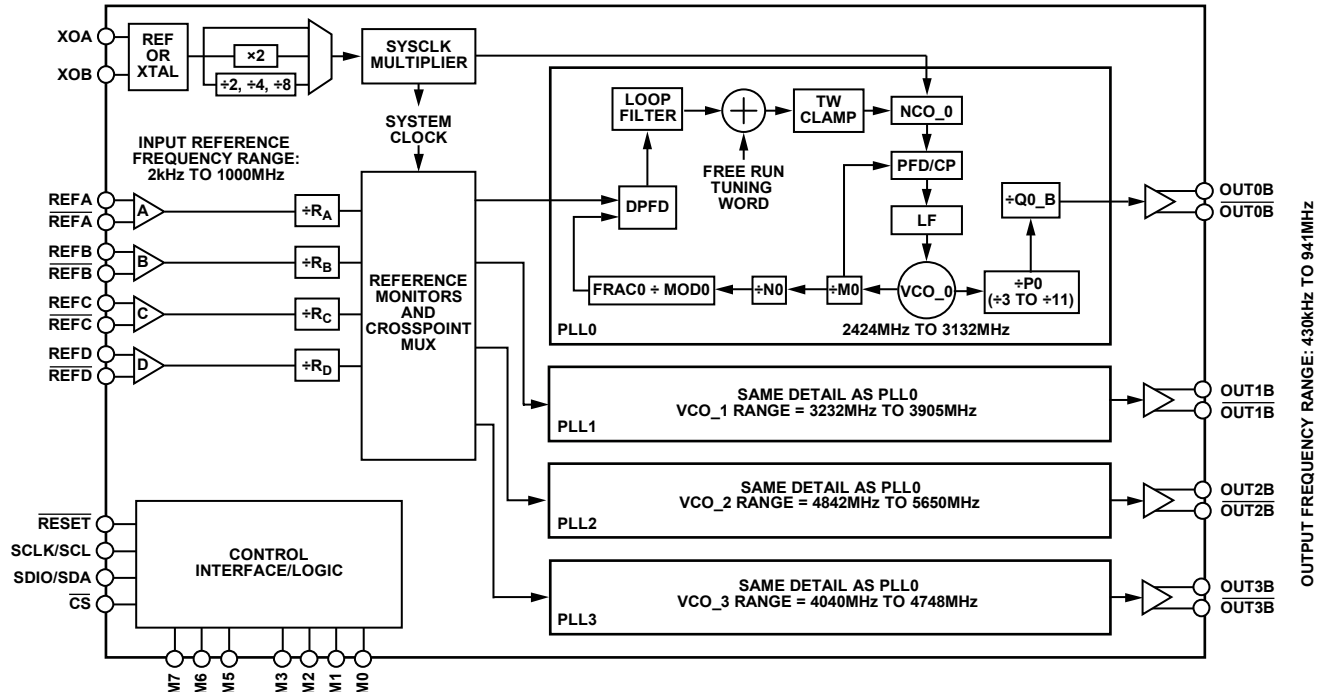 XOA
XOB
REF
OR
XTAL
×2
÷2, ÷4, ÷8
SYSCLK
MULTIPLIER
SYSTEM
CLOCK
INPUT REFERENCE
FREQUENCY RANGE:
2kHz TO 1000MHz
REFA
REFA
A
÷RA
REFB
REFB
B
÷RB
REFC
REFC
C
÷RC
REFD
REFD
D
÷RD
REFERENCE
MONITORS
AND
CROSSPOINT
MUX
LOOP
FILTER
+
TW
CLAMP
NCO_0
FREE RUN
TUNING
WORD
PFD/CP
DPFD
LF
÷Q0_B
FRAC0 ÷ MOD0
÷N0
÷M0
VCO_0
÷P0
(÷3 TO ÷11)
PLL0
2424MHz TO 3132MHz
OUT0B
OUT0B
SAME DETAIL AS PLL0
VCO_1 RANGE = 3232MHz TO 3905MHz
PLL1
OUT1B
OUT1B
SAME DETAIL AS PLL0
VCO_2 RANGE = 4842MHz TO 5650MHz
PLL2
OUT2B
OUT2B
SAME DETAIL AS PLL0
VCO_3 RANGE = 4040MHz TO 4748MHz
PLL3
OUT3B
OUT3B
OUTPUT FREQUENCY RANGE: 430kHz TO 941MHz
RESET
SCLK/SCL
SDIO/SDA
CS
CONTROL
INTERFACE/LOGIC
M7
M6
M5
M3
M2
M1
M0